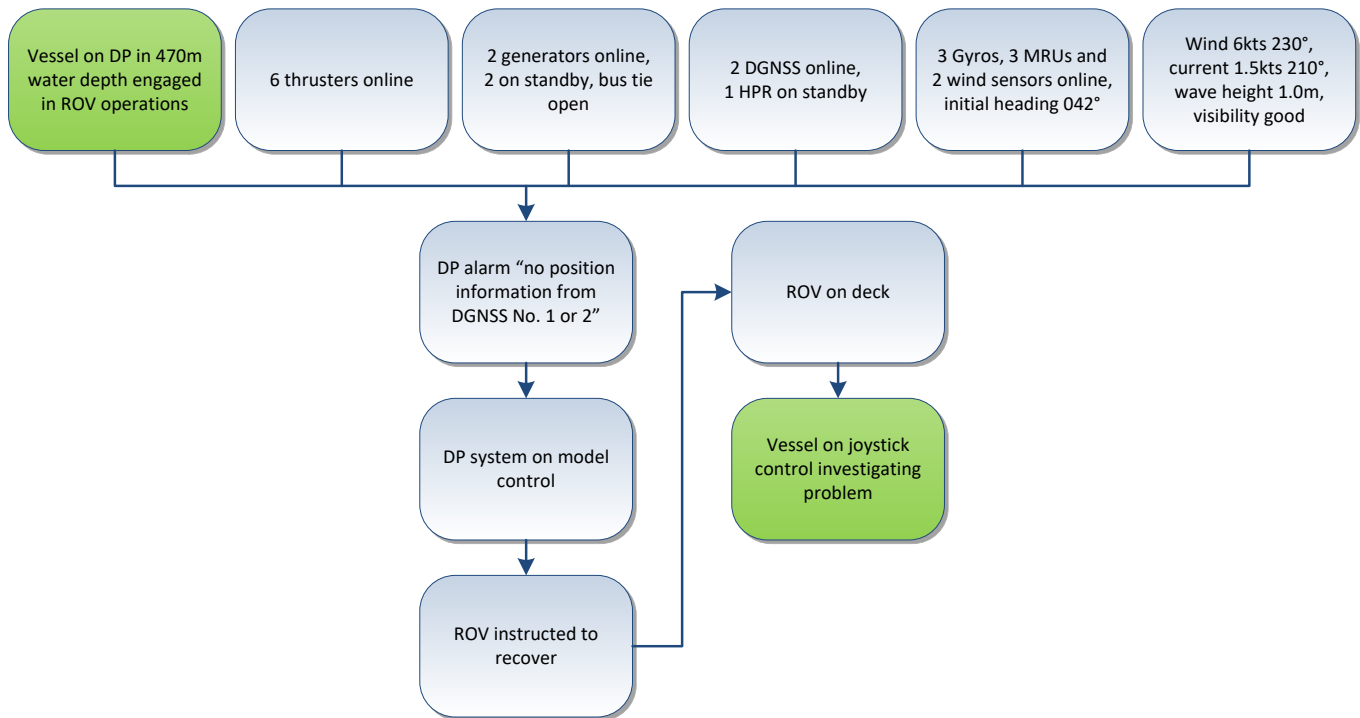 Vessel on DP in 470m
water depth engaged
in ROV operations
6 thrusters online
2 generators online,
2 on standby, bus tie
open
2 DGNSS online,
1 HPR on standby
3 Gyros, 3 MRUs and
2 wind sensors online,
initial heading 042°
Wind 6kts 230°,
current 1.5kts 210°,
wave height 1.0m,
visibility good
DP alarm “no position
information from
DGNSS No. 1 or 2”
DP system on model
control
ROV instructed to
recover
ROV on deck
Vessel on joystick
control investigating
problem